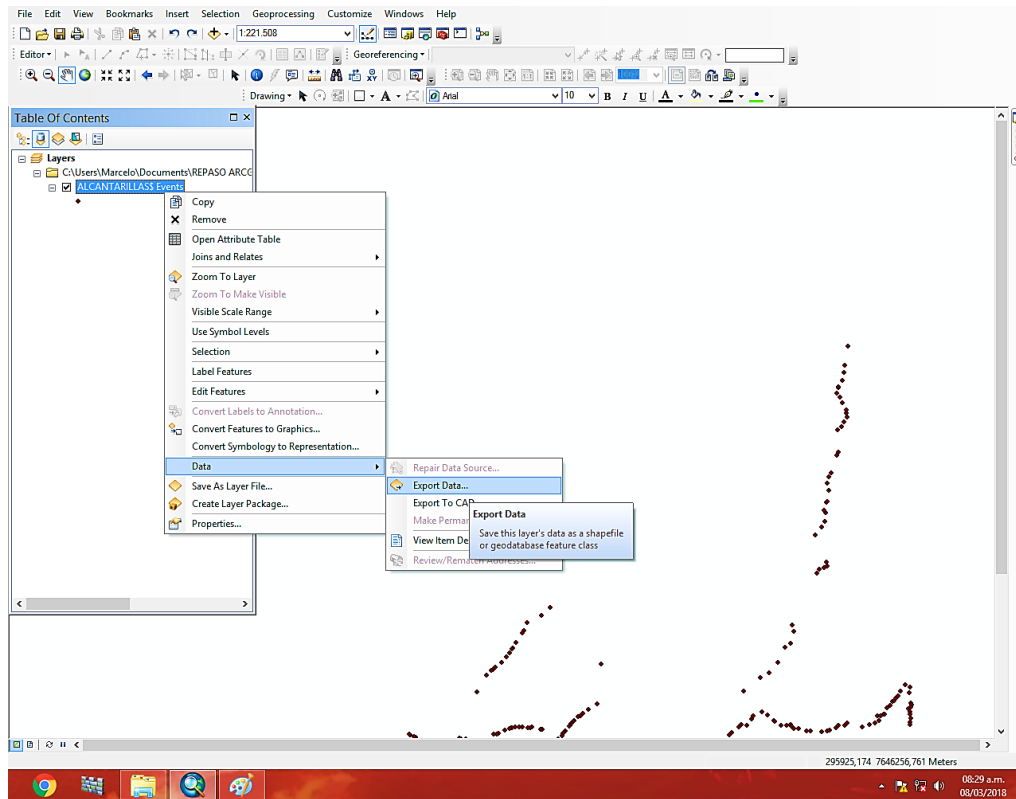 File Edit View Bookmarks Insert Selection Geoprocessing Customize Windows Help
1:221.508
Editor Georeferencing
Drawing A Arial 10 B I U A
Table Of Contents
Layers
C:\Users\Marcelo\Documents\REPASO ARCG
ALCANTARILLAS$ Events
Copy
Remove
Open Attribute Table
Joins and Relates
Zoom To Layer
Zoom To Make Visible
Visible Scale Range
Use Symbol Levels
Selection
Label Features
Edit Features
Convert Labels to Annotation...
Convert Features to Graphics...
Convert Symbology to Representation...
Data
Save As Layer File...
Create Layer Package...
Properties...
Repair Data Source...
Export Data...
Export To CAD
Make Perma
View Item De
Review/Rematch Addresses...
Export Data
Save this layer's data as a shapefile
or geodatabase feature class
295925,174 7646256,761 Meters
08:29 a.m.
08/03/2018